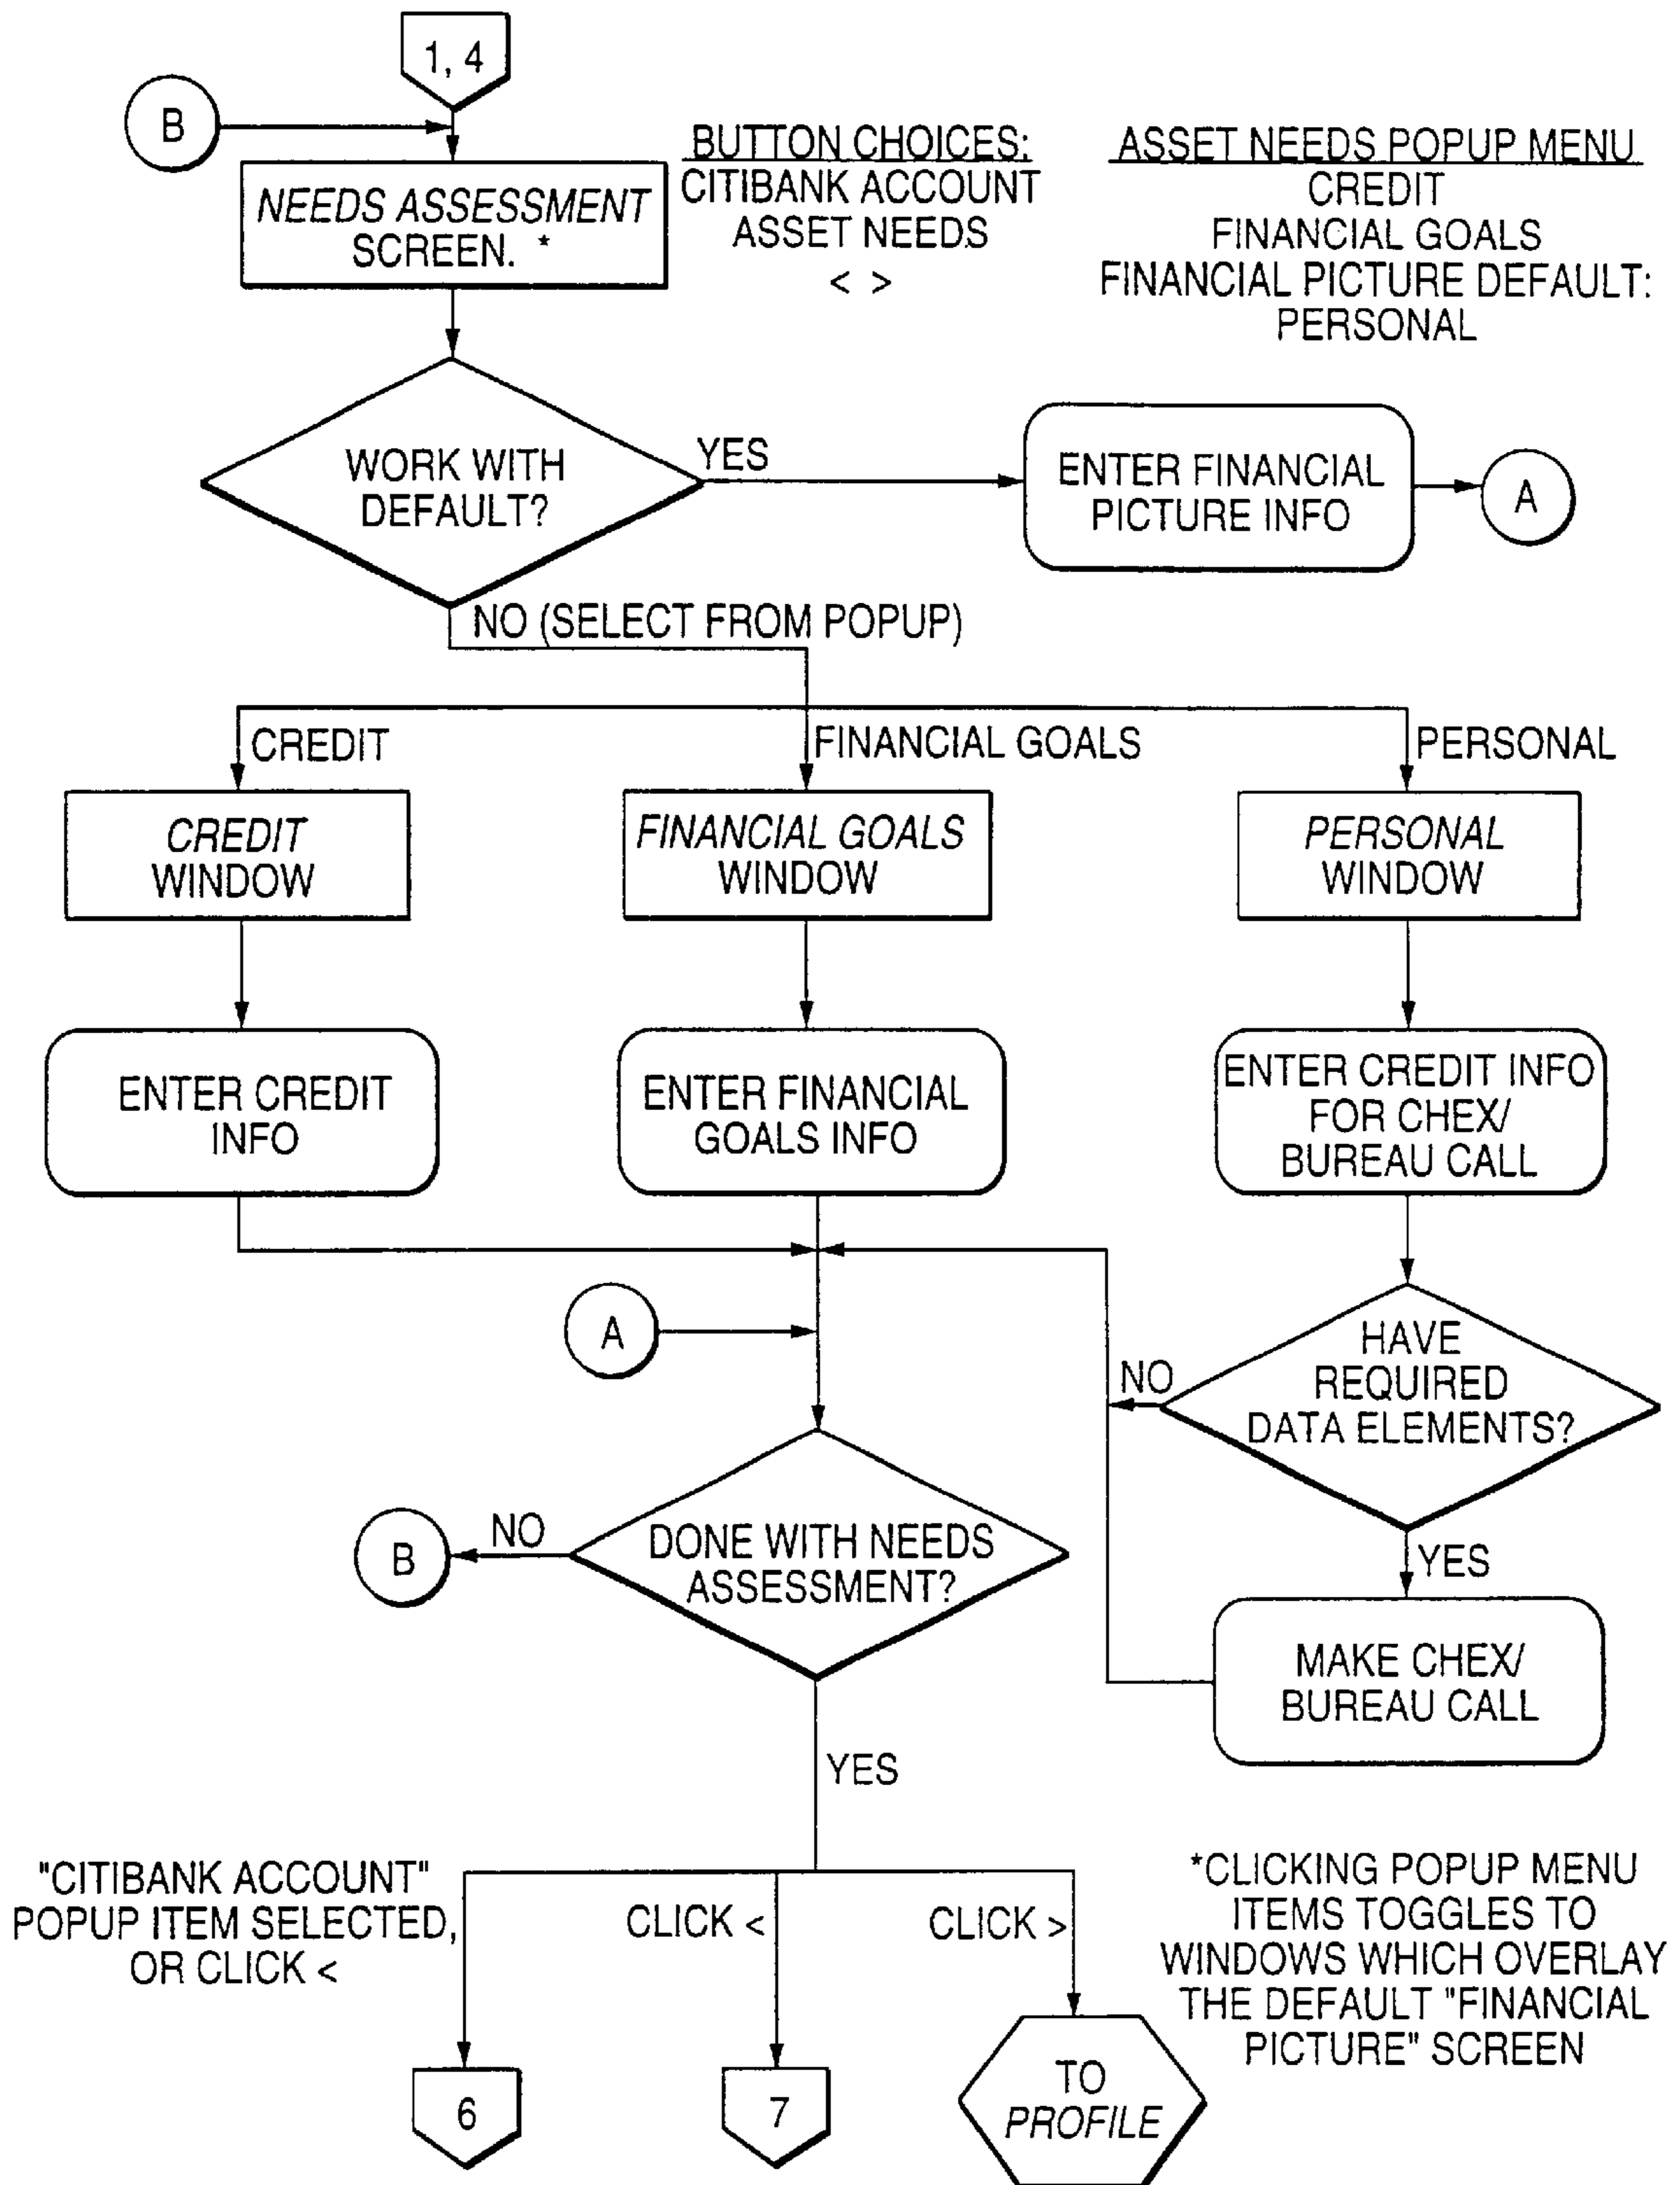 1, 4
B
NEEDS ASSESSMENT
SCREEN. *
BUTTON CHOICES:
CITIBANK ACCOUNT
ASSET NEEDS
< >
ASSET NEEDS POPUP MENU
CREDIT
FINANCIAL GOALS
FINANCIAL PICTURE DEFAULT:
PERSONAL
WORK WITH
DEFAULT?
YES
ENTER FINANCIAL
PICTURE INFO
A
NO (SELECT FROM POPUP)
CREDIT
FINANCIAL GOALS
PERSONAL
CREDIT
WINDOW
FINANCIAL GOALS
WINDOW
PERSONAL
WINDOW
ENTER CREDIT
INFO
ENTER FINANCIAL
GOALS INFO
ENTER CREDIT INFO
FOR CHEX/
BUREAU CALL
A
HAVE
REQUIRED
DATA ELEMENTS?
NO
YES
B
NO
DONE WITH NEEDS
ASSESSMENT?
MAKE CHEX/
BUREAU CALL
YES
"CITIBANK ACCOUNT"
POPUP ITEM SELECTED,
OR CLICK <
CLICK <
CLICK >
*CLICKING POPUP MENU
ITEMS TOGGLES TO
WINDOWS WHICH OVERLAY
THE DEFAULT "FINANCIAL
PICTURE" SCREEN
6
7
TO
PROFILE